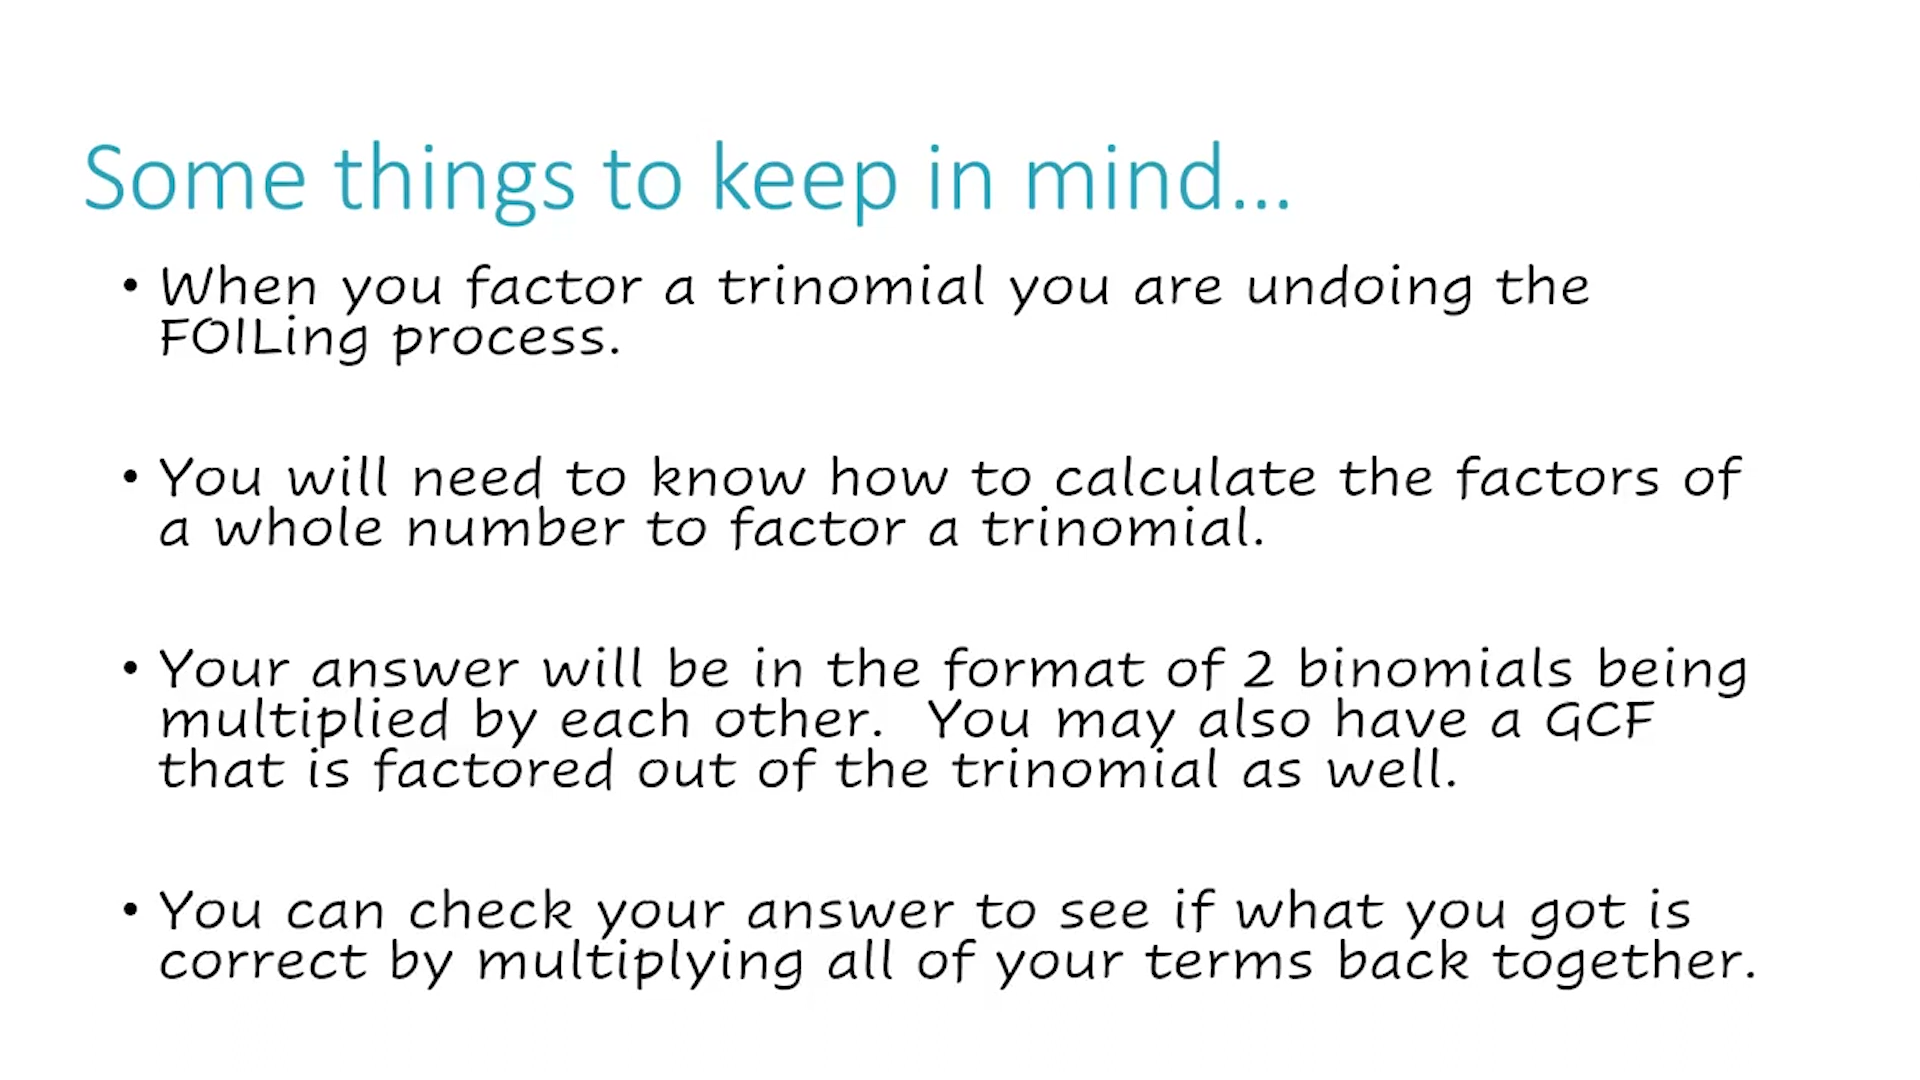 Some things to keep in mind...
• When you factor a trinomial you are undoing the
FOILing process.
• You will need to know how to calculate the factors of
a whole number to factor a trinomial.
• Your answer will be in the format of 2 binomials being
multiplied by each other.  You may also have a GCF
that is factored out of the trinomial as well.
• You can check your answer to see if what you got is
correct by multiplying all of your terms back together.